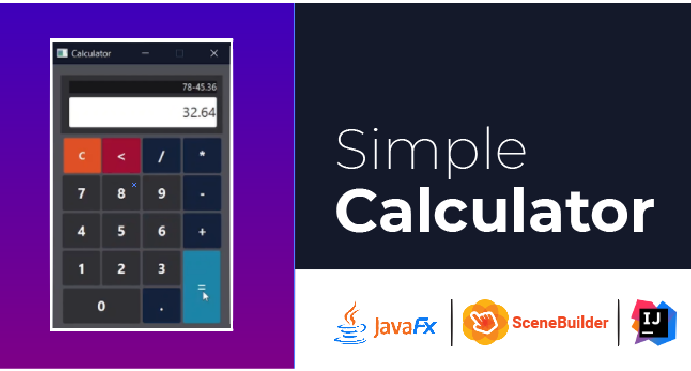 Calculator
78-45.36
32.64
C < / *
7 8 9 -
4 5 6 +
1 2 3 =
0 .
Simple
Calculator
JavaFx
SceneBuilder
IJ